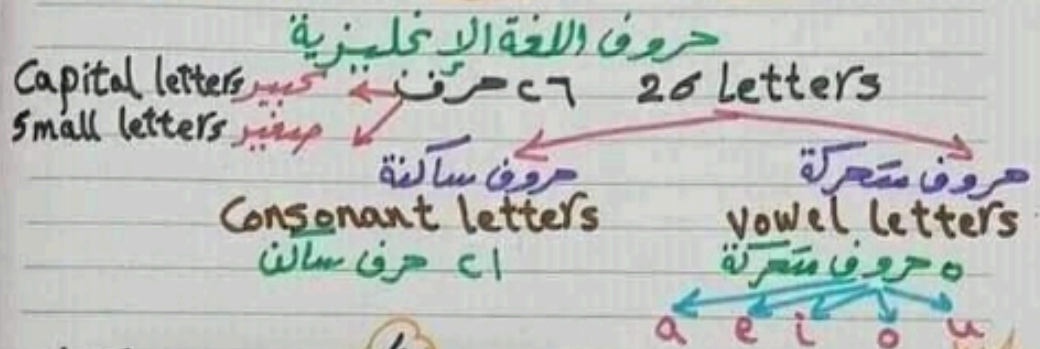 حروف اللغة الإنجليزية
Capital letters كبير ٢٦ حرف 26 Letters
Small letters صغير
حروف ساكنة حروف متحركة
Consonant letters vowel letters
٢١ حرف ساكن ٥ حروف متحركة
a e i o u